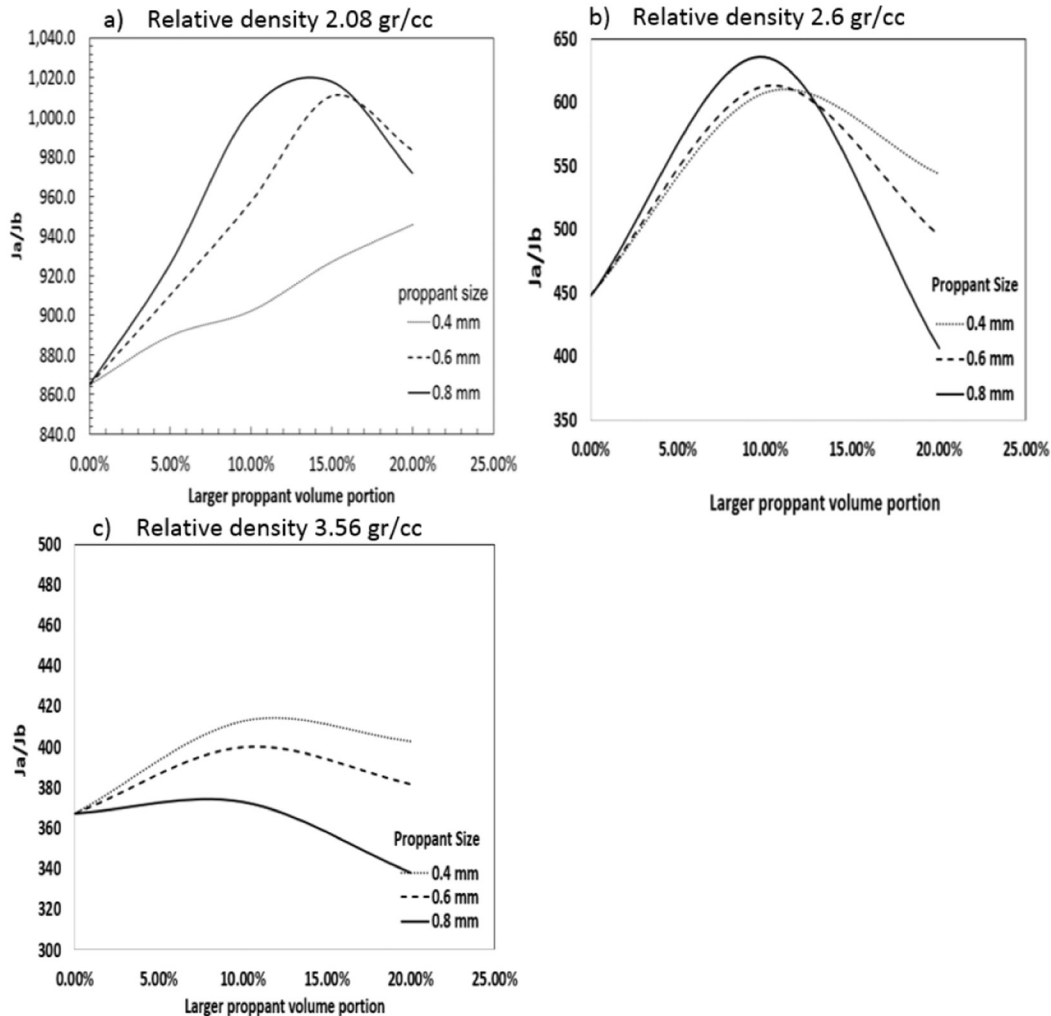 a) Relative density 2.08 gr/cc
1,040.0
1,020.0
1,000.0
980.0
960.0
940.0
920.0
900.0
880.0
860.0
840.0
Ja/Jb
proppant size
0.4 mm
0.6 mm
0.8 mm
0.00% 5.00% 10.00% 15.00% 20.00% 25.00%
Larger proppant volume portion
b) Relative density 2.6 gr/cc
650
600
550
500
450
400
350
Ja/Jb
Proppant Size
0.4 mm
0.6 mm
0.8 mm
0.00% 5.00% 10.00% 15.00% 20.00% 25.00%
Larger proppant volume portion
c) Relative density 3.56 gr/cc
500
480
460
440
420
400
380
360
340
320
300
Ja/Jb
Proppant Size
0.4 mm
0.6 mm
0.8 mm
0.00% 5.00% 10.00% 15.00% 20.00% 25.00%
Larger proppant volume portion